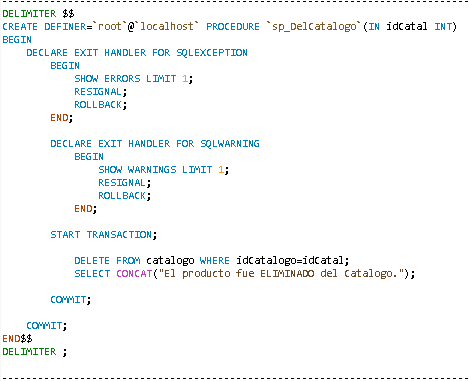 DELIMITER $$
CREATE DEFINER=`root`@`localhost` PROCEDURE `sp_DelCatalogo`(IN idCatal INT)
BEGIN
DECLARE EXIT HANDLER FOR SQLEXCEPTION
BEGIN
SHOW ERRORS LIMIT 1;
RESIGNAL;
ROLLBACK;
END;
DECLARE EXIT HANDLER FOR SQLWARNING
BEGIN
SHOW WARNINGS LIMIT 1;
RESIGNAL;
ROLLBACK;
END;
START TRANSACTION;
DELETE FROM catalogo WHERE idCatalogo=idCatal;
SELECT CONCAT("El producto fue ELIMINADO del Catalogo.");
COMMIT;
COMMIT;
END$$
DELIMITER ;